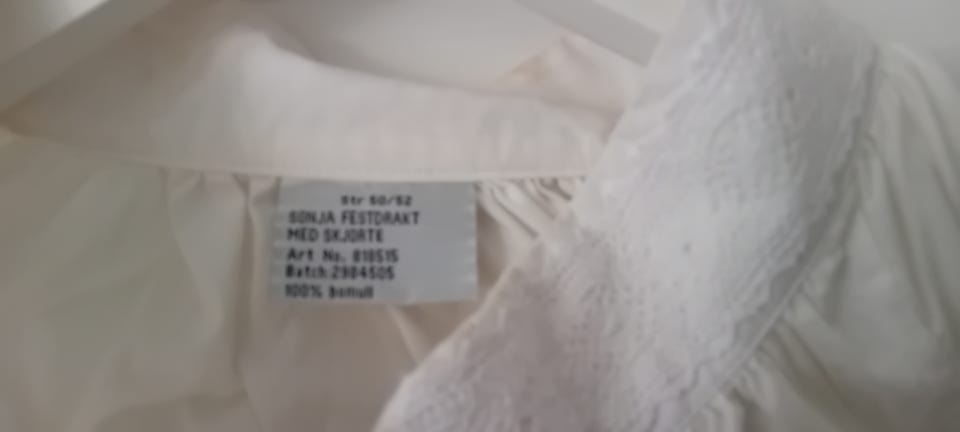 Str 50/52
SONJA FESTDRAKT
MED SKJORTE
Art No. 818515
Batch:2984505
100% bomull